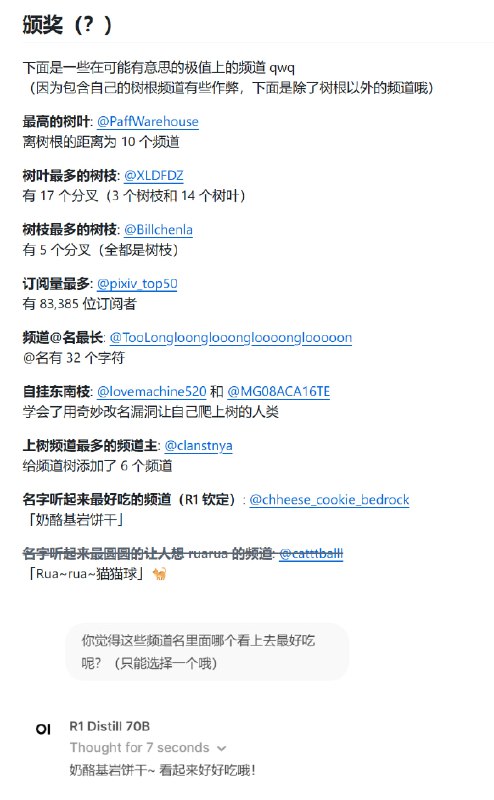 颁奖（？）
下面是一些在可能有意思的极值上的频道 qwq
（因为包含自己的树根频道有些作弊，下面是除了树根以外的频道哦）
最高的树叶: @PaffWarehouse
离树根的距离为 10 个频道
树叶最多的树枝: @XLDFDZ
有 17 个分叉（3 个树枝和 14 个树叶）
树枝最多的树枝: @Billchenla
有 5 个分叉（全都是树枝）
订阅量最多: @pixiv_top50
有 83,385 位订阅者
频道@名最长: @TooLongloongloooongloooonglooooon
@名有 32 个字符
自挂东南枝: @lovemachine520 和 @MG08ACA16TE
学会了用奇妙改名漏洞让自己爬上树的人类
上树频道最多的频道主: @clanstnya
给频道树添加了 6 个频道
名字听起来最好吃的频道（R1 钦定）: @chheese_cookie_bedrock
「奶酪基岩饼干」
名字听起来最圆圆的让人想 ruarua 的频道: @catttballl
「Rua~rua~猫猫球」🐈
你觉得这些频道名里面哪个看上去最好吃
呢？（只能选择一个哦）
OI R1 Distill 70B
Thought for 7 seconds
奶酪基岩饼干~ 看起来好好吃哦！